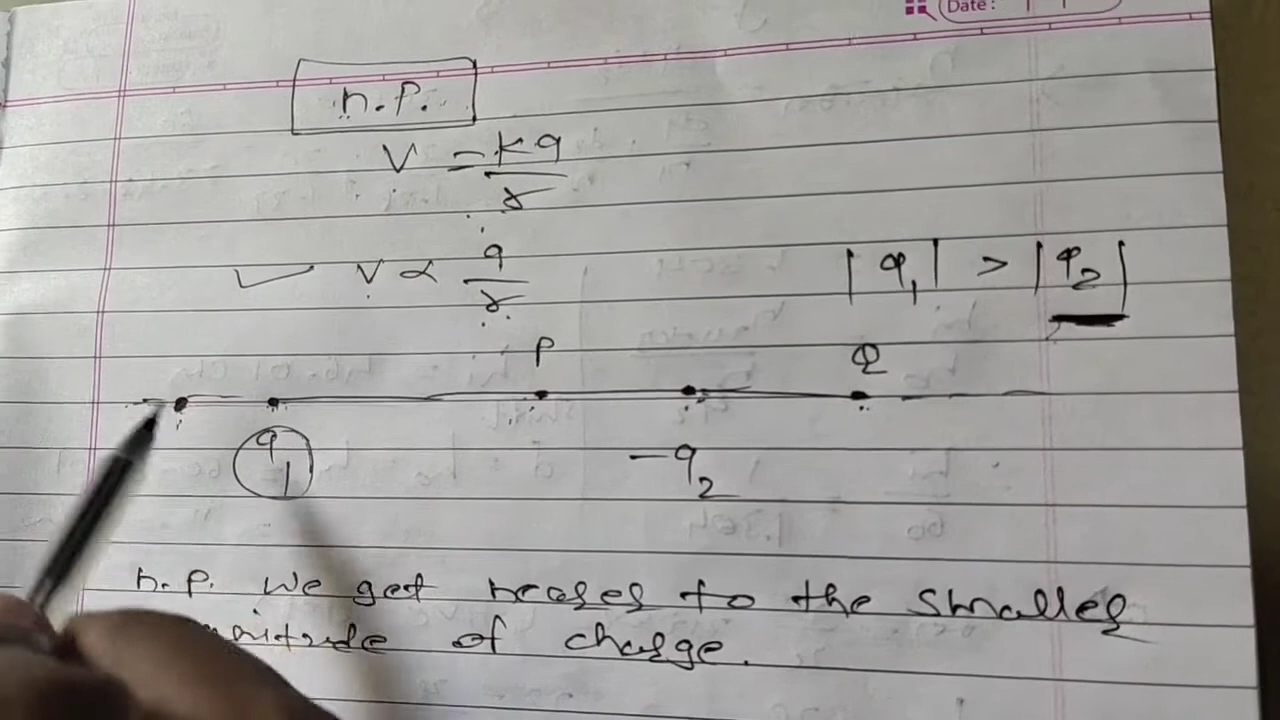 Date :
n.p.
V = kq/r
✓ V ∝ q/r
|q₁| > |q₂|
P Q
q₁ -q₂
n.p. we get nearer to the smaller
of charge.